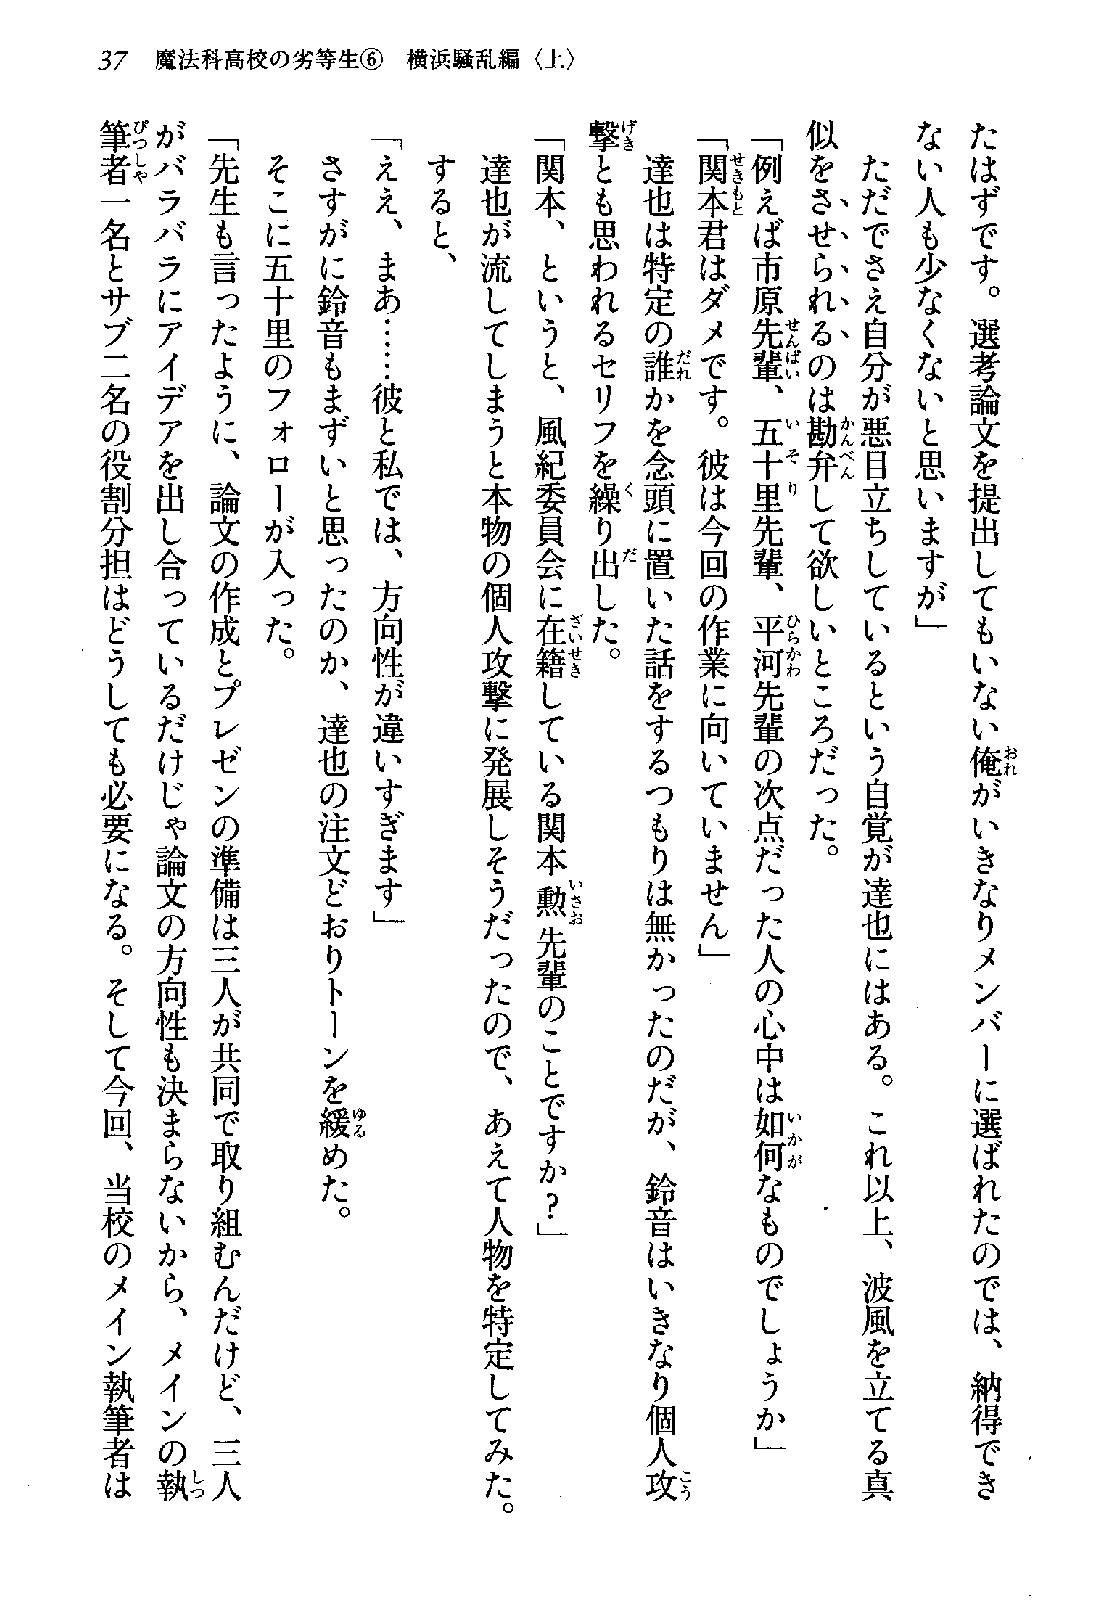 37 魔法科高校の劣等生⑥ 横浜騒乱編〈上〉
たはずです。選考論文を提出してもいない俺がいきなりメンバーに選ばれたのでは、納得でき
ない人も少なくないと思いますが」
ただでさえ自分が悪目立ちしているという自覚が達也にはある。これ以上、波風を立てる真
似をさせられるのは勘弁して欲しいところだった。
「例えば市原先輩、五十里先輩、平河先輩の次点だった人の心中は如何なものでしょうか」
「関本君はダメです。彼は今回の作業に向いていません」
達也は特定の誰かを念頭に置いた話をするつもりは無かったのだが、鈴音はいきなり個人攻
撃とも思われるセリフを繰り出した。
「関本、というと、風紀委員会に在籍している関本勲先輩のことですか？」
達也が流してしまうと本物の個人攻撃に発展しそうだったので、あえて人物を特定してみた。
すると、
「ええ、まあ……彼と私では、方向性が違いすぎます」
さすがに鈴音もまずいと思ったのか、達也の注文どおりトーンを緩めた。
そこに五十里のフォローが入った。
「先生も言ったように、論文の作成とプレゼンの準備は三人が共同で取り組むんだけど、三人
がバラバラにアイデアを出し合っているだけじゃ論文の方向性も決まらないから、メインの執
筆者一名とサブ二名の役割分担はどうしても必要になる。そして今回、当校のメイン執筆者は